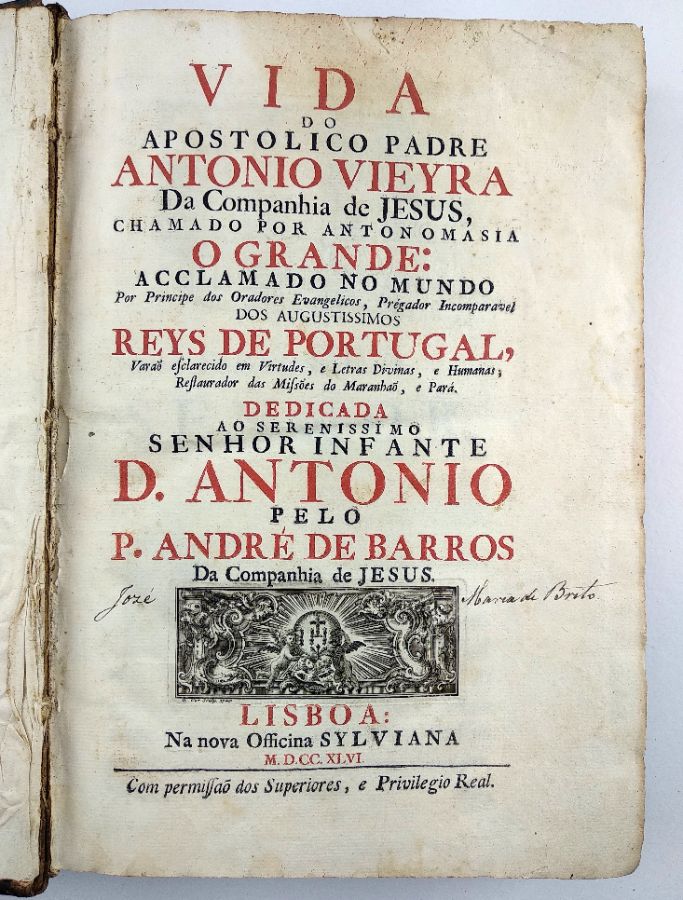 VIDA
DO
APOSTOLICO PADRE
ANTONIO VIEYRA
Da Companhia de JESUS,
CHAMADO POR ANTONOMASIA
O GRANDE:
ACCLAMADO NO MUNDO
Por Principe dos Oradores Evangelicos, Prégador Incomparavel
DOS AUGUSTISSIMOS
REYS DE PORTUGAL,
Varaõ eſclarecido em Virtudes, e Letras Divinas, e Humanas;
Reſtaurador das Miſsões do Maranhaõ, e Pará.
DEDICADA
AO SERENISSIMO
SENHOR INFANTE
D. ANTONIO
PELO
P. ANDRÉ DE BARROS
Da Companhia de JESUS.
Jozé Maria de Brito
LISBOA:
Na nova Officina SYLVIANA
M. D.CC. XLVI.
Com permiſſaõ dos Superiores, e Privilegio Real.